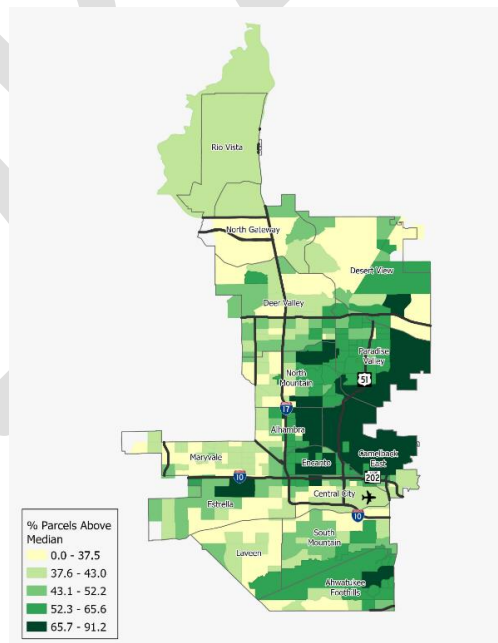 Rio Vista
North Gateway
Desert View
Deer Valley
Paradise
Valley
51
North
Mountain
17
Alhambra
Maryvale
Camelback
East
Encanto
10
202
Estrella
Central City
10
South
Mountain
Laveen
Ahwatukee
Foothills
% Parcels Above
Median
0.0 - 37.5
37.6 - 43.0
43.1 - 52.2
52.3 - 65.6
65.7 - 91.2